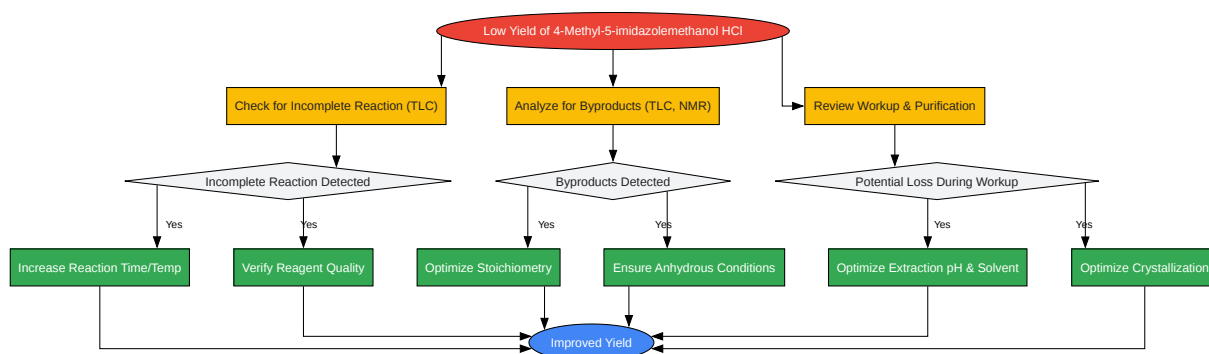 Low Yield of 4-Methyl-5-imidazolemethanol HCl
Check for Incomplete Reaction (TLC)
Analyze for Byproducts (TLC, NMR)
Review Workup & Purification
Incomplete Reaction Detected
Byproducts Detected
Potential Loss During Workup
Yes
Yes
Yes
Yes
Yes
Yes
Increase Reaction Time/Temp
Verify Reagent Quality
Optimize Stoichiometry
Ensure Anhydrous Conditions
Optimize Extraction pH & Solvent
Optimize Crystallization
Improved Yield